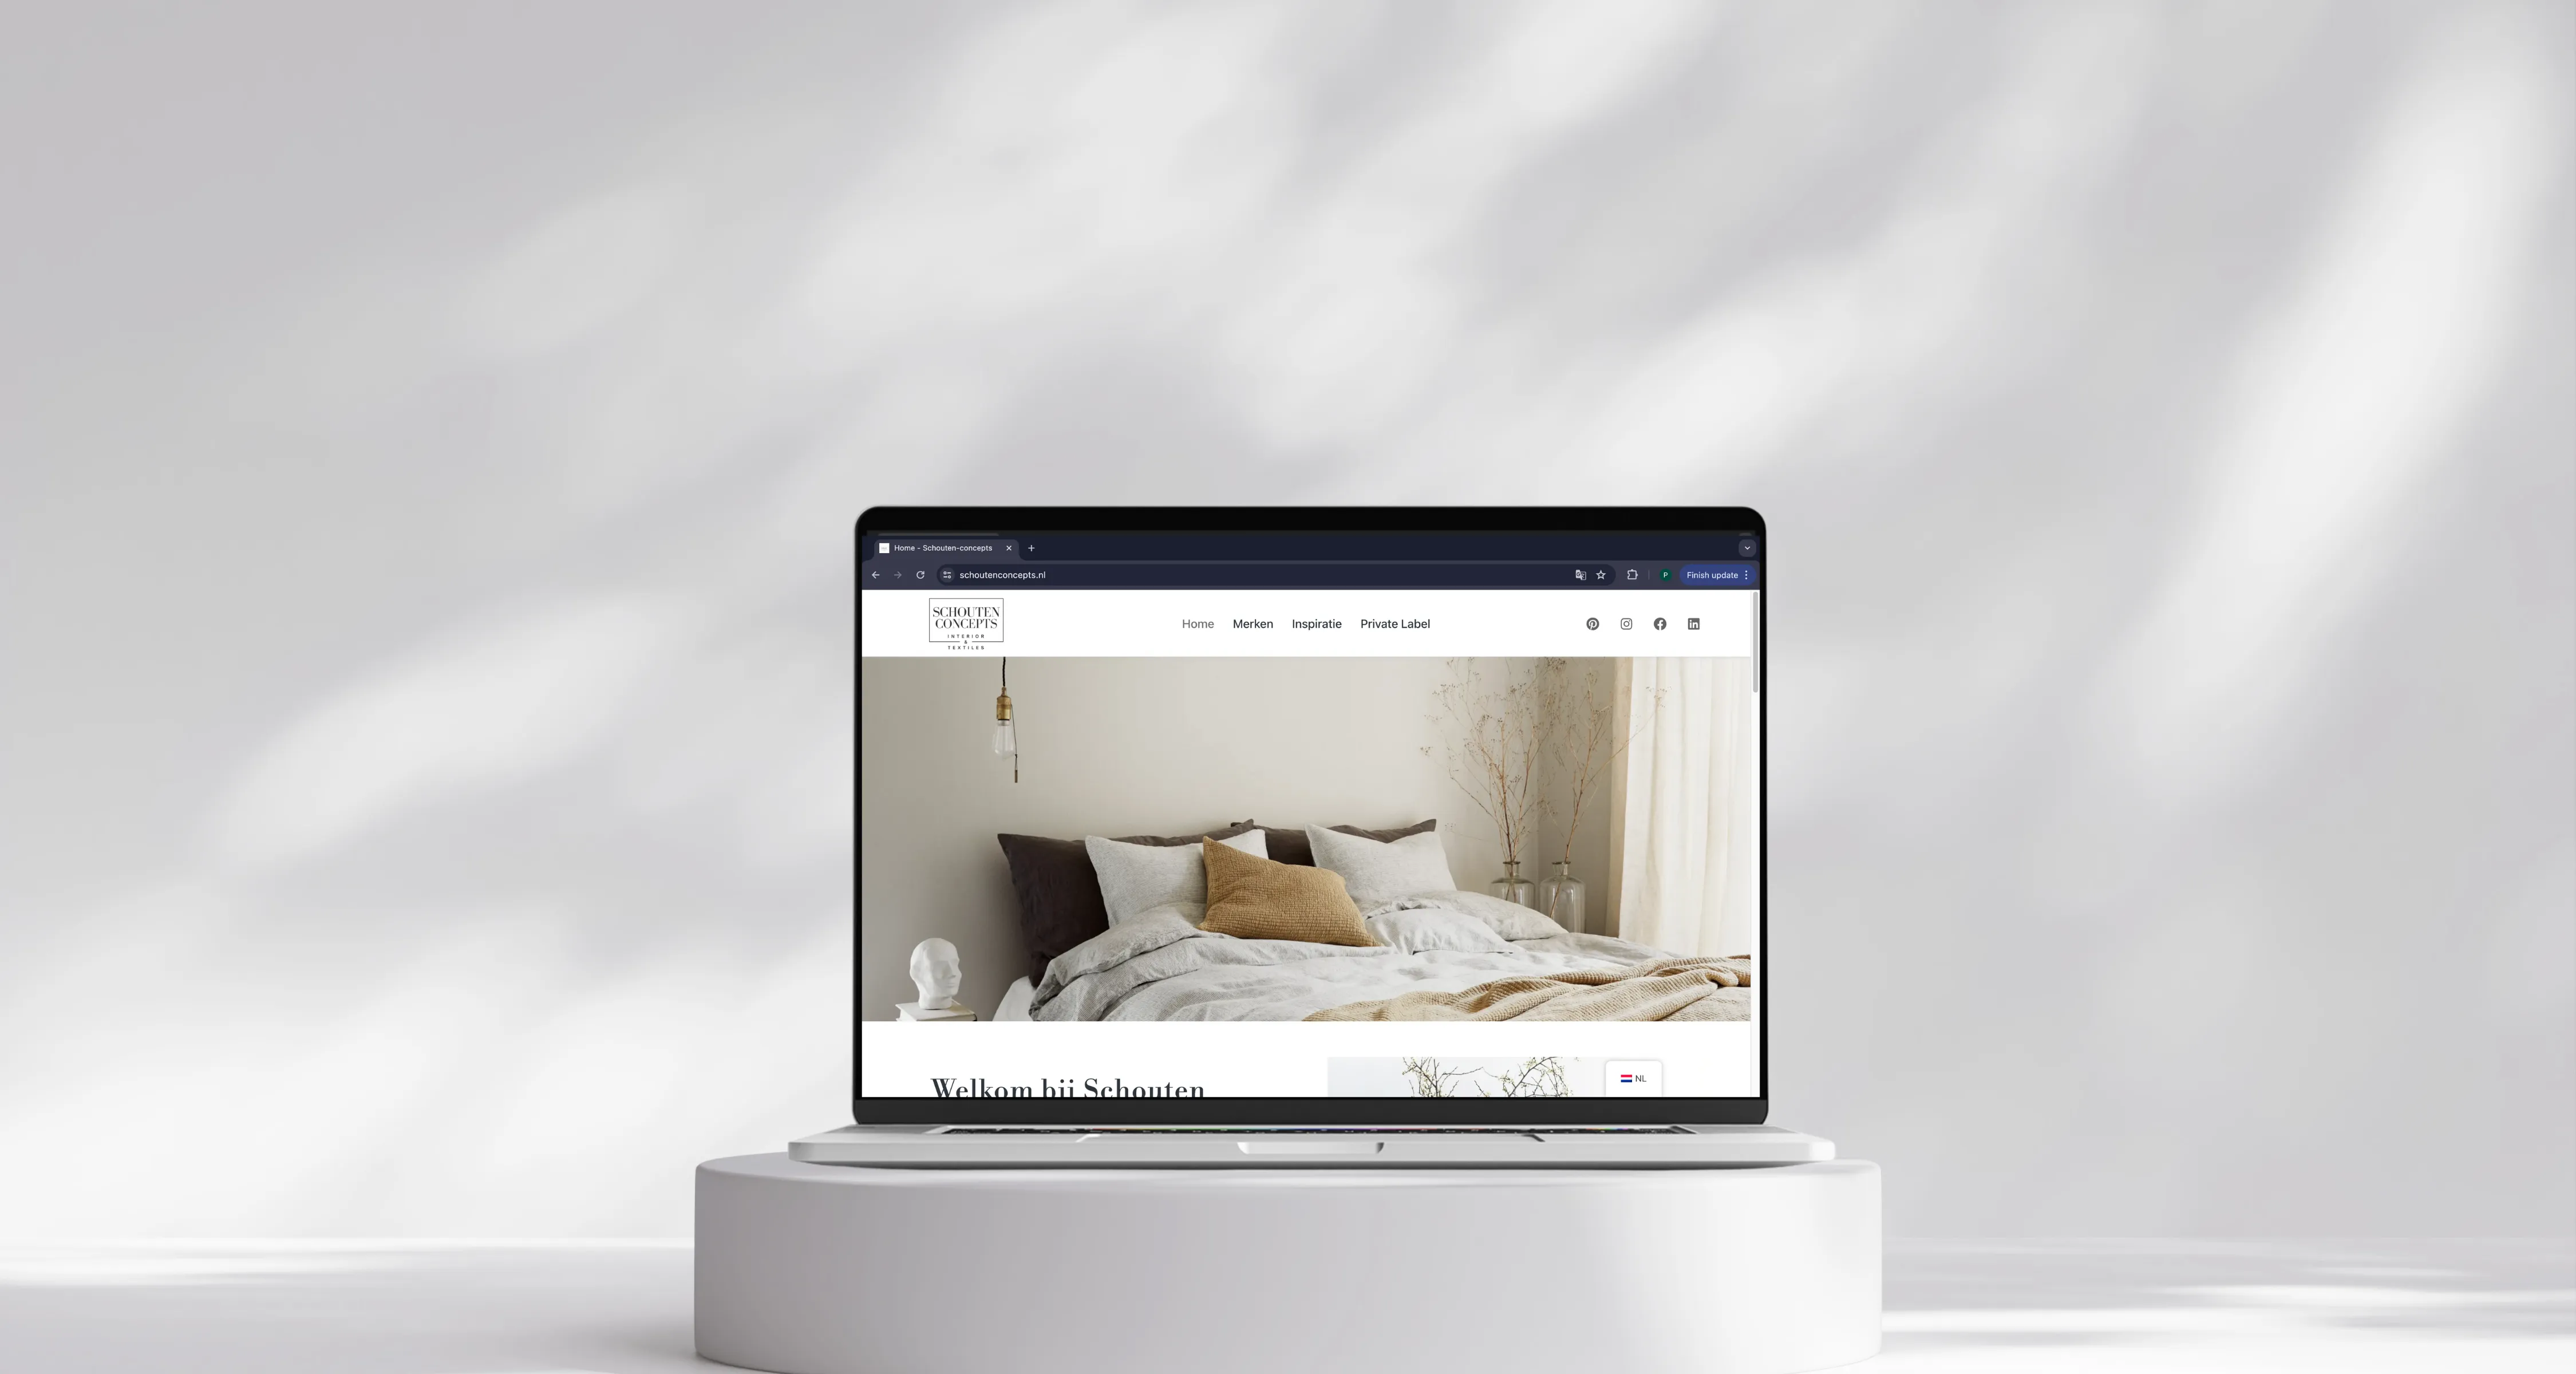 Home - Schouten-concepts
schoutenconcepts.nl
P
Finish update
SCHOUTEN
CONCEPTS
INTERIOR
&
TEXTILES
Home Merken Inspiratie Private Label
Welkom bij Schouten
NL